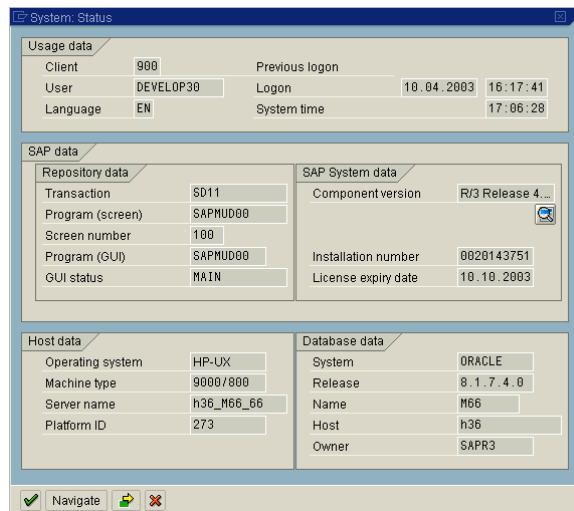 System: Status
Usage data
Client 900 Previous logon
User DEVELOP30 Logon 10.04.2003 16:17:41
Language EN System time 17:06:28
SAP data
Repository data
Transaction SD11
Program (screen) SAPMUD00
Screen number 100
Program (GUI) SAPMUD00
GUI status MAIN
SAP System data
Component version R/3 Release 4....
Installation number 0020143751
License expiry date 10.10.2003
Host data
Operating system HP-UX
Machine type 9000/800
Server name h36_M66_66
Platform ID 273
Database data
System ORACLE
Release 8.1.7.4.0
Name M66
Host h36
Owner SAPR3
Navigate